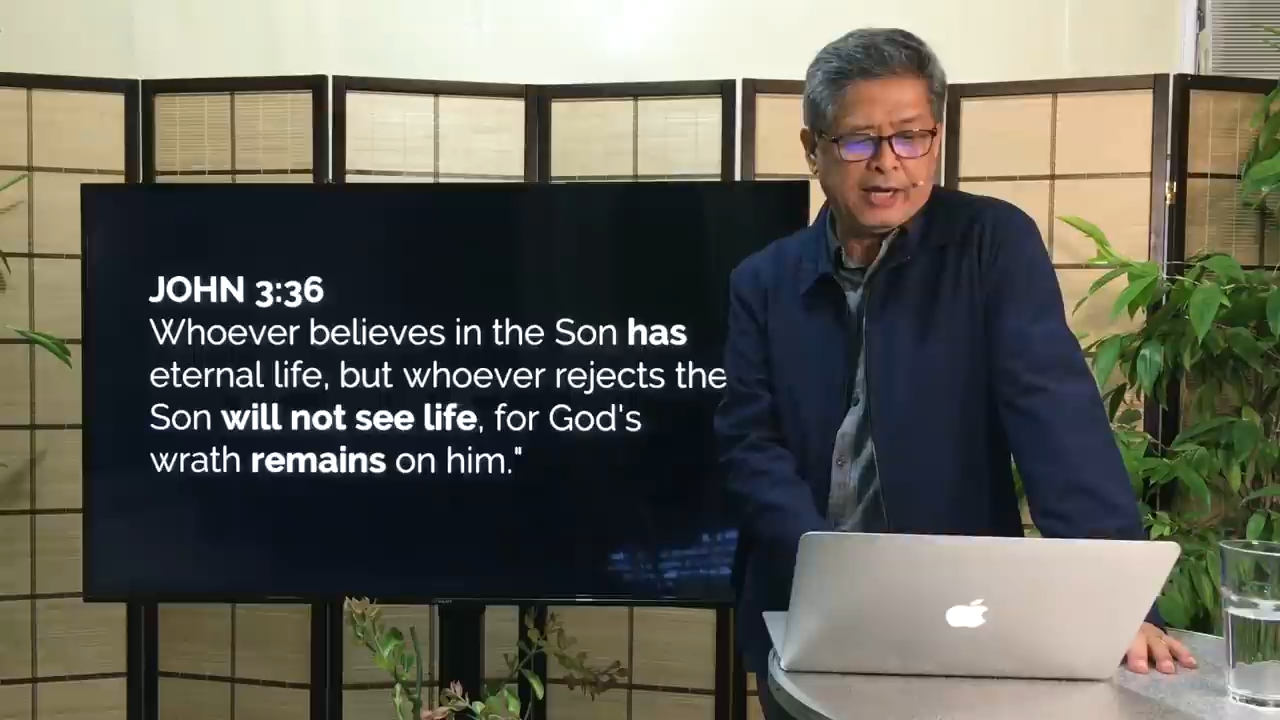 JOHN 3:36
Whoever believes in the Son has
eternal life, but whoever rejects the
Son will not see life, for God's
wrath remains on him."